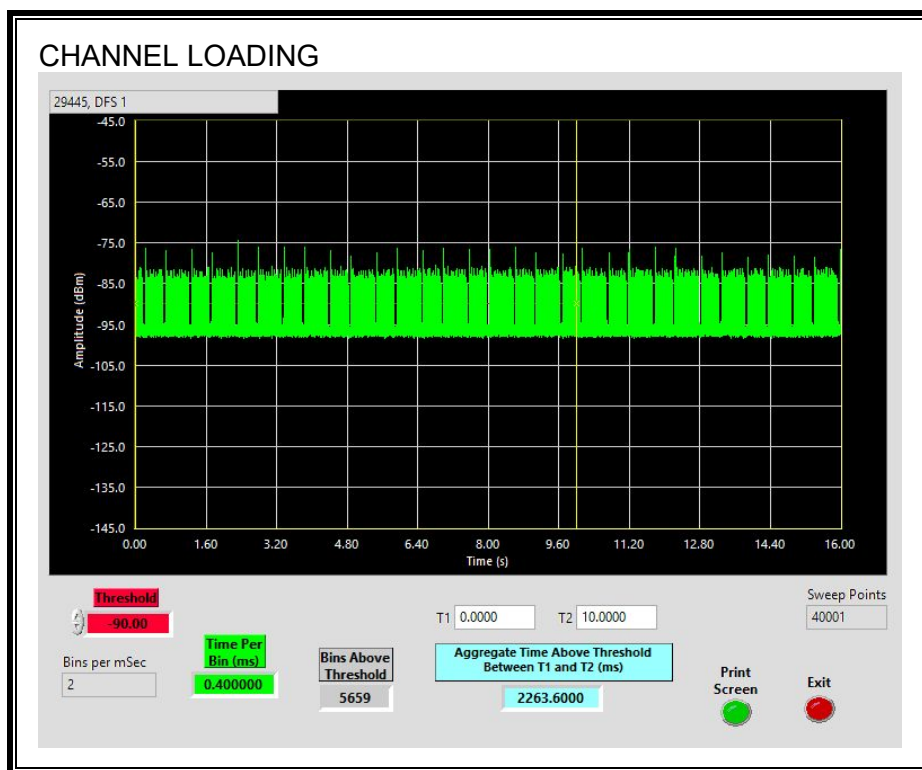 CHANNEL LOADING
29445, DFS 1
-45.0
-55.0
-65.0
-75.0
-85.0
-95.0
-105.0
-115.0
-125.0
-135.0
-145.0
Amplitude (dBm)
0.00 1.60 3.20 4.80 6.40 8.00 9.60 11.20 12.80 14.40 16.00
Time (s)
Threshold
-90.00
Bins per mSec
2
Time Per
Bin (ms)
0.400000
Bins Above
Threshold
5659
T1 0.0000 T2 10.0000
Aggregate Time Above Threshold
Between T1 and T2 (ms)
2263.6000
Sweep Points
40001
Print
Screen
Exit